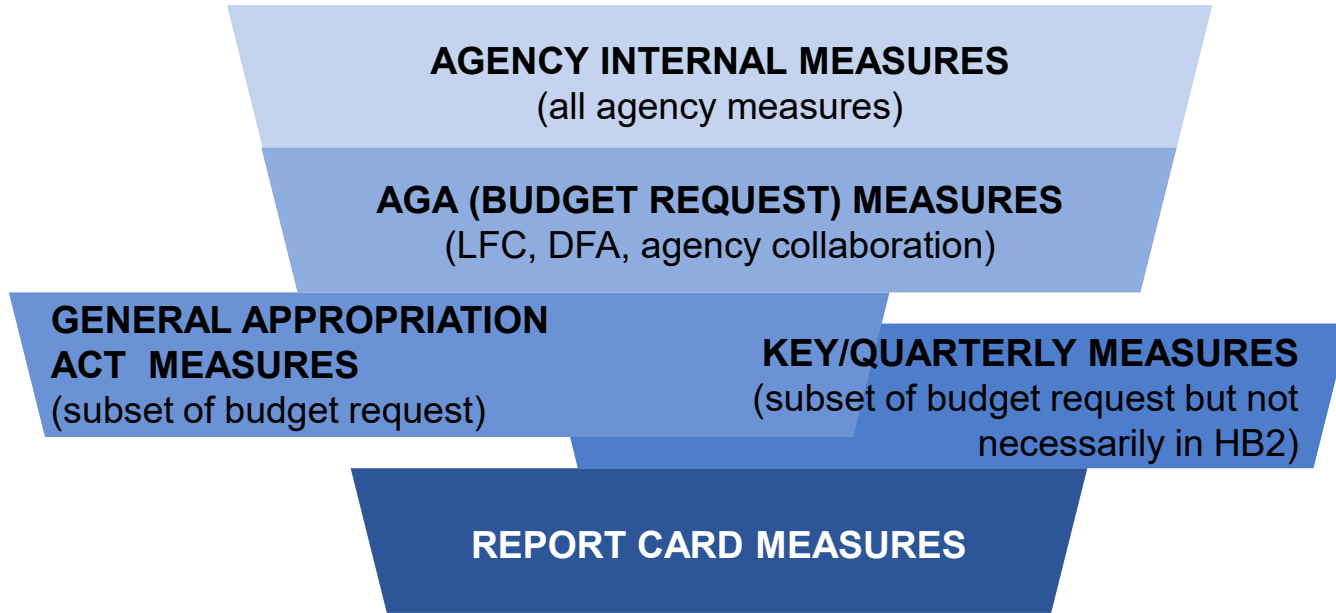 AGENCY INTERNAL MEASURES
(all agency measures)
AGA (BUDGET REQUEST) MEASURES
(LFC, DFA, agency collaboration)
GENERAL APPROPRIATION
ACT MEASURES
(subset of budget request)
KEY/QUARTERLY MEASURES
(subset of budget request but not
necessarily in HB2)
REPORT CARD MEASURES